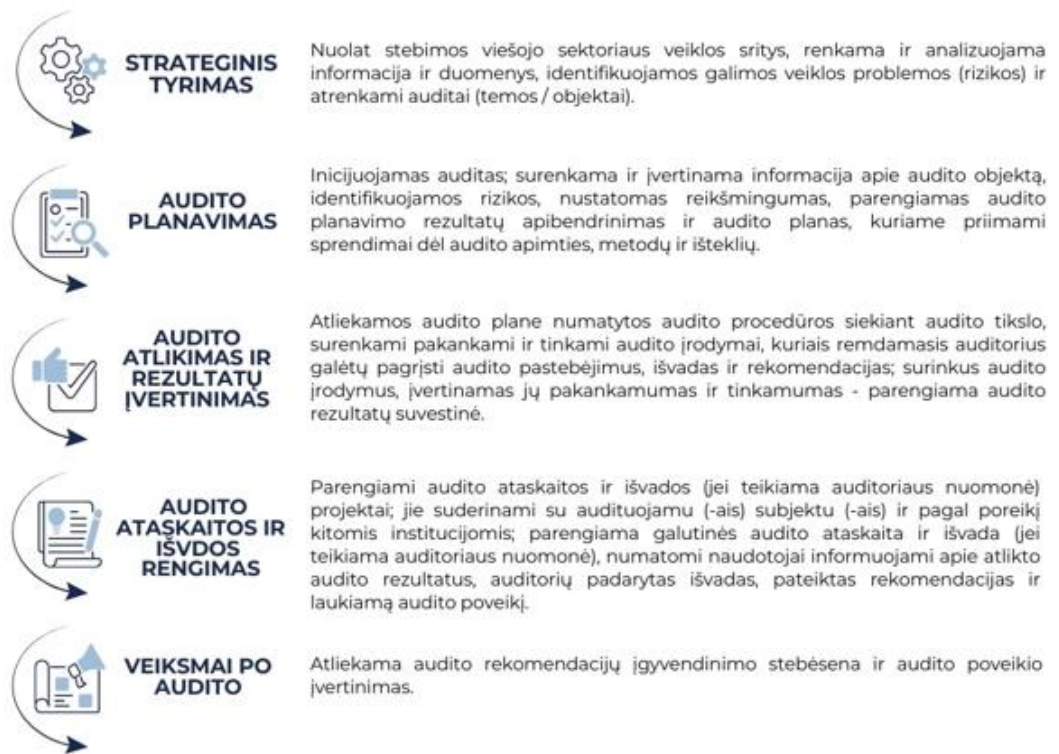 STRATEGINIS
TYRIMAS
Nuolat stebimos viešojo sektoriaus veiklos sritys, renkama ir analizuojama
informacija ir duomenys, identifikuojamos galimos veiklos problemos (rizikos) ir
atrenkami auditai (temos / objektai).
AUDITO
PLANAVIMAS
Inicijuojamas auditas; surenkama ir įvertinama informacija apie audito objektą,
identifikuojamos rizikos, nustatomas reikšmingumas, parengiamas audito
planavimo rezultatų apibendrinimas ir audito planas, kuriame priimami
sprendimai dėl audito apimties, metodų ir išteklių.
AUDITO
ATLIKIMAS IR
REZULTATŲ
ĮVERTINIMAS
Atliekamos audito plane numatytos audito procedūros siekiant audito tikslo,
surenkami pakankami ir tinkami audito įrodymai, kuriais remdamasis auditorius
galėtų pagrįsti audito pastebėjimus, išvadas ir rekomendacijas; surinkus audito
įrodymus, įvertinamas jų pakankamumas ir tinkamumas - parengiama audito
rezultatų suvestinė.
AUDITO
ATASKAITOS IR
IŠVDOS
RENGIMAS
Parengiami audito ataskaitos ir išvados (jei teikiama auditoriaus nuomonė)
projektai; jie suderinami su audituojamu (-ais) subjektu (-ais) ir pagal poreikį
kitomis institucijomis; parengiama galutinės audito ataskaita ir išvada (jei
teikiama auditoriaus nuomonė), numatomi naudotojai informuojami apie atlikto
audito rezultatus, auditorių padarytas išvadas, pateiktas rekomendacijas ir
laukiamą audito poveikį.
VEIKSMAI PO
AUDITO
Atliekama audito rekomendacijų įgyvendinimo stebėsena ir audito poveikio
įvertinimas.